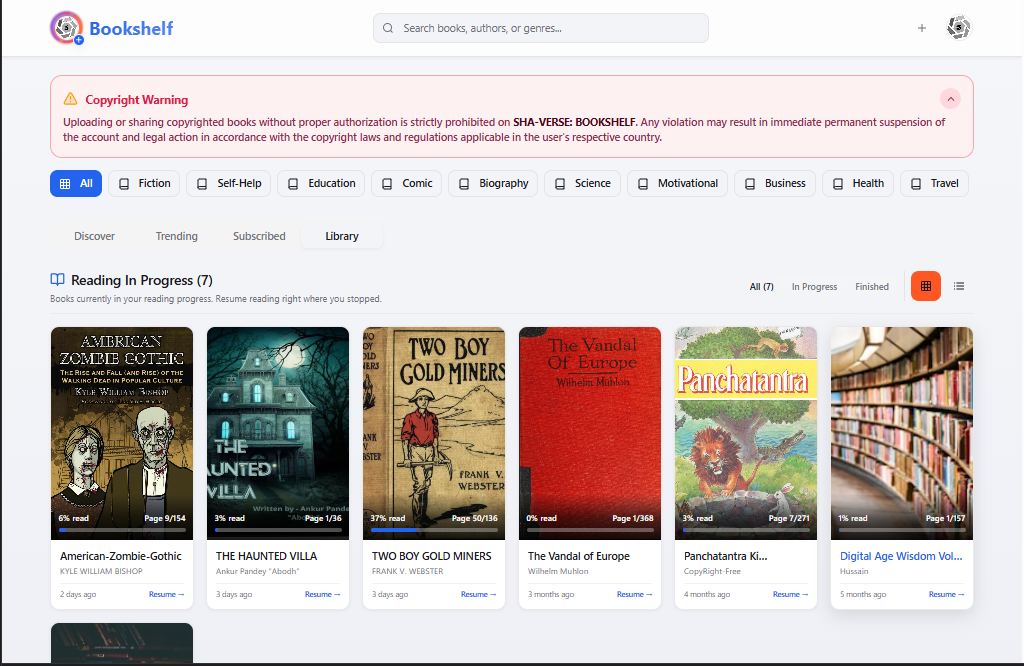 Bookshelf
Search books, authors, or genres...
Copyright Warning
Uploading or sharing copyrighted books without proper authorization is strictly prohibited on SHA-VERSE: BOOKSHELF. Any violation may result in immediate permanent suspension of
the account and legal action in accordance with the copyright laws and regulations applicable in the user's respective country.
All Fiction Self-Help Education Comic Biography Science Motivational Business Health Travel
Discover Trending Subscribed Library
Reading In Progress (7)
Books currently in your reading progress. Resume reading right where you stopped.
All (7) In Progress Finished
AMERICAN
ZOMBIE GOTHIC
THE RISE AND FALL (AND RISE) OF THE
WALKING DEAD IN POPULAR CULTURE
KYLE WILLIAM BISHOP
6% read Page 9/154
American-Zombie-Gothic
KYLE WILLIAM BISHOP
2 days ago Resume →
THE
AUNTED
VILLA
Written by - Ankur Pande
3% read Page 1/36
THE HAUNTED VILLA
Ankur Pandey "Abodh"
3 days ago Resume →
TWO BOY
GOLD MINERS
FRANK V.
WEBSTER
37% read Page 50/136
TWO BOY GOLD MINERS
FRANK V. WEBSTER
3 days ago Resume →
The Vandal
Of Europe
Wilhelm Muhlon
0% read Page 1/368
The Vandal of Europe
Wilhelm Muhlon
3 months ago Resume →
Panchatantra
3% read Page 7/271
Panchatantra Ki...
CopyRight-Free
4 months ago Resume →
1% read Page 1/157
Digital Age Wisdom Vol...
Hussain
5 months ago Resume →